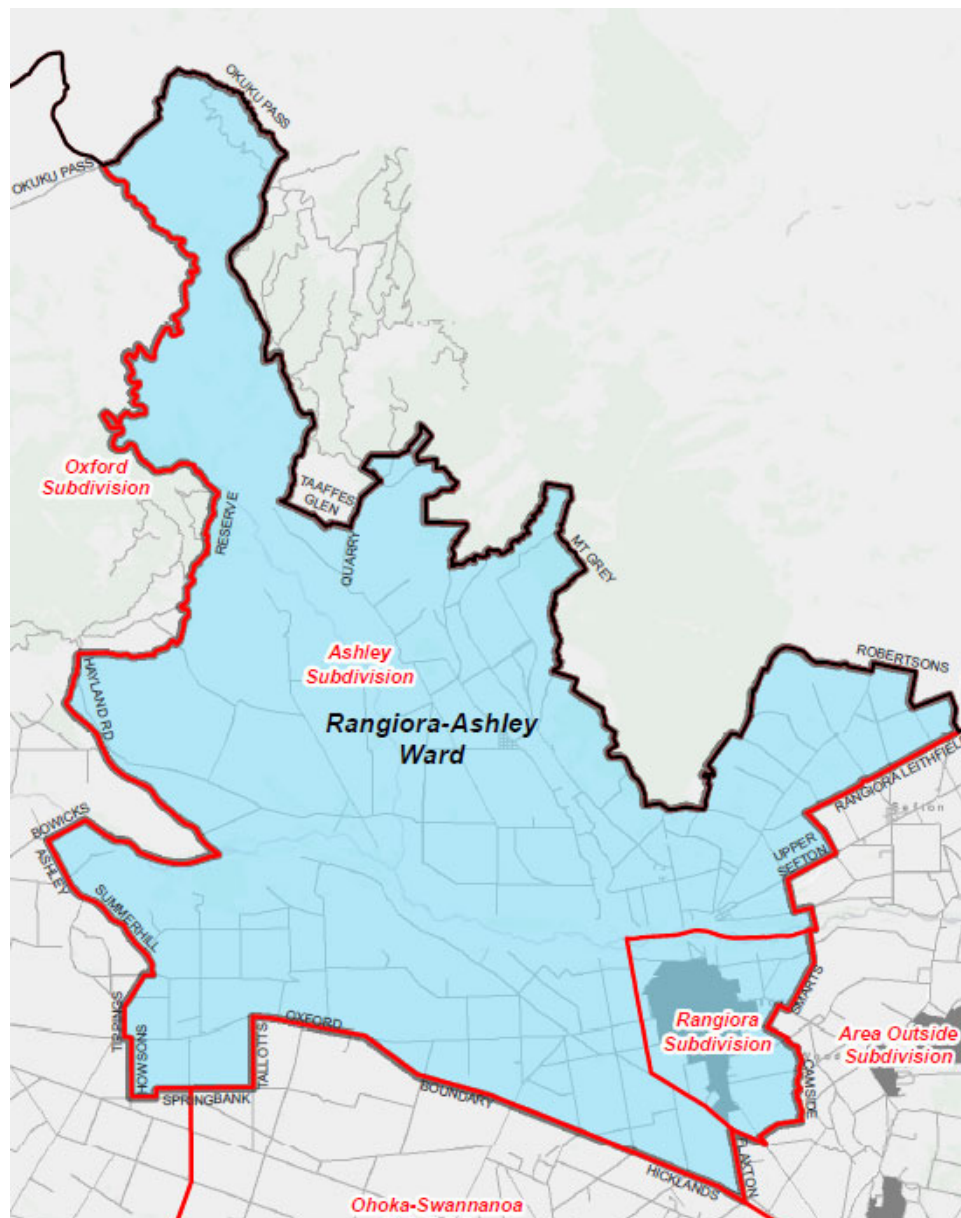 OKUKU PASS
OKUKU PASS
Oxford
Subdivision
RESERVE
TAAFFES
GLEN
QUARRY
MT GREY
Ashley
Subdivision
Rangiora-Ashley
Ward
HAYLAND RD
ROBERTSONS
RANGIORA LEITHFIELD
Sefton
BOWICKS
ASHLEY
SUMMERHILL
UPPER
SEFTON
TIPPINGS
HOWSONS
SPRINGBANK
TALLOTTS
OXFORD
BOUNDARY
Rangiora
Subdivision
SMARTS
Area Outside
Subdivision
CAMSIDE
FLAXTON
HICKLANDS
Ohoka-Swannanoa